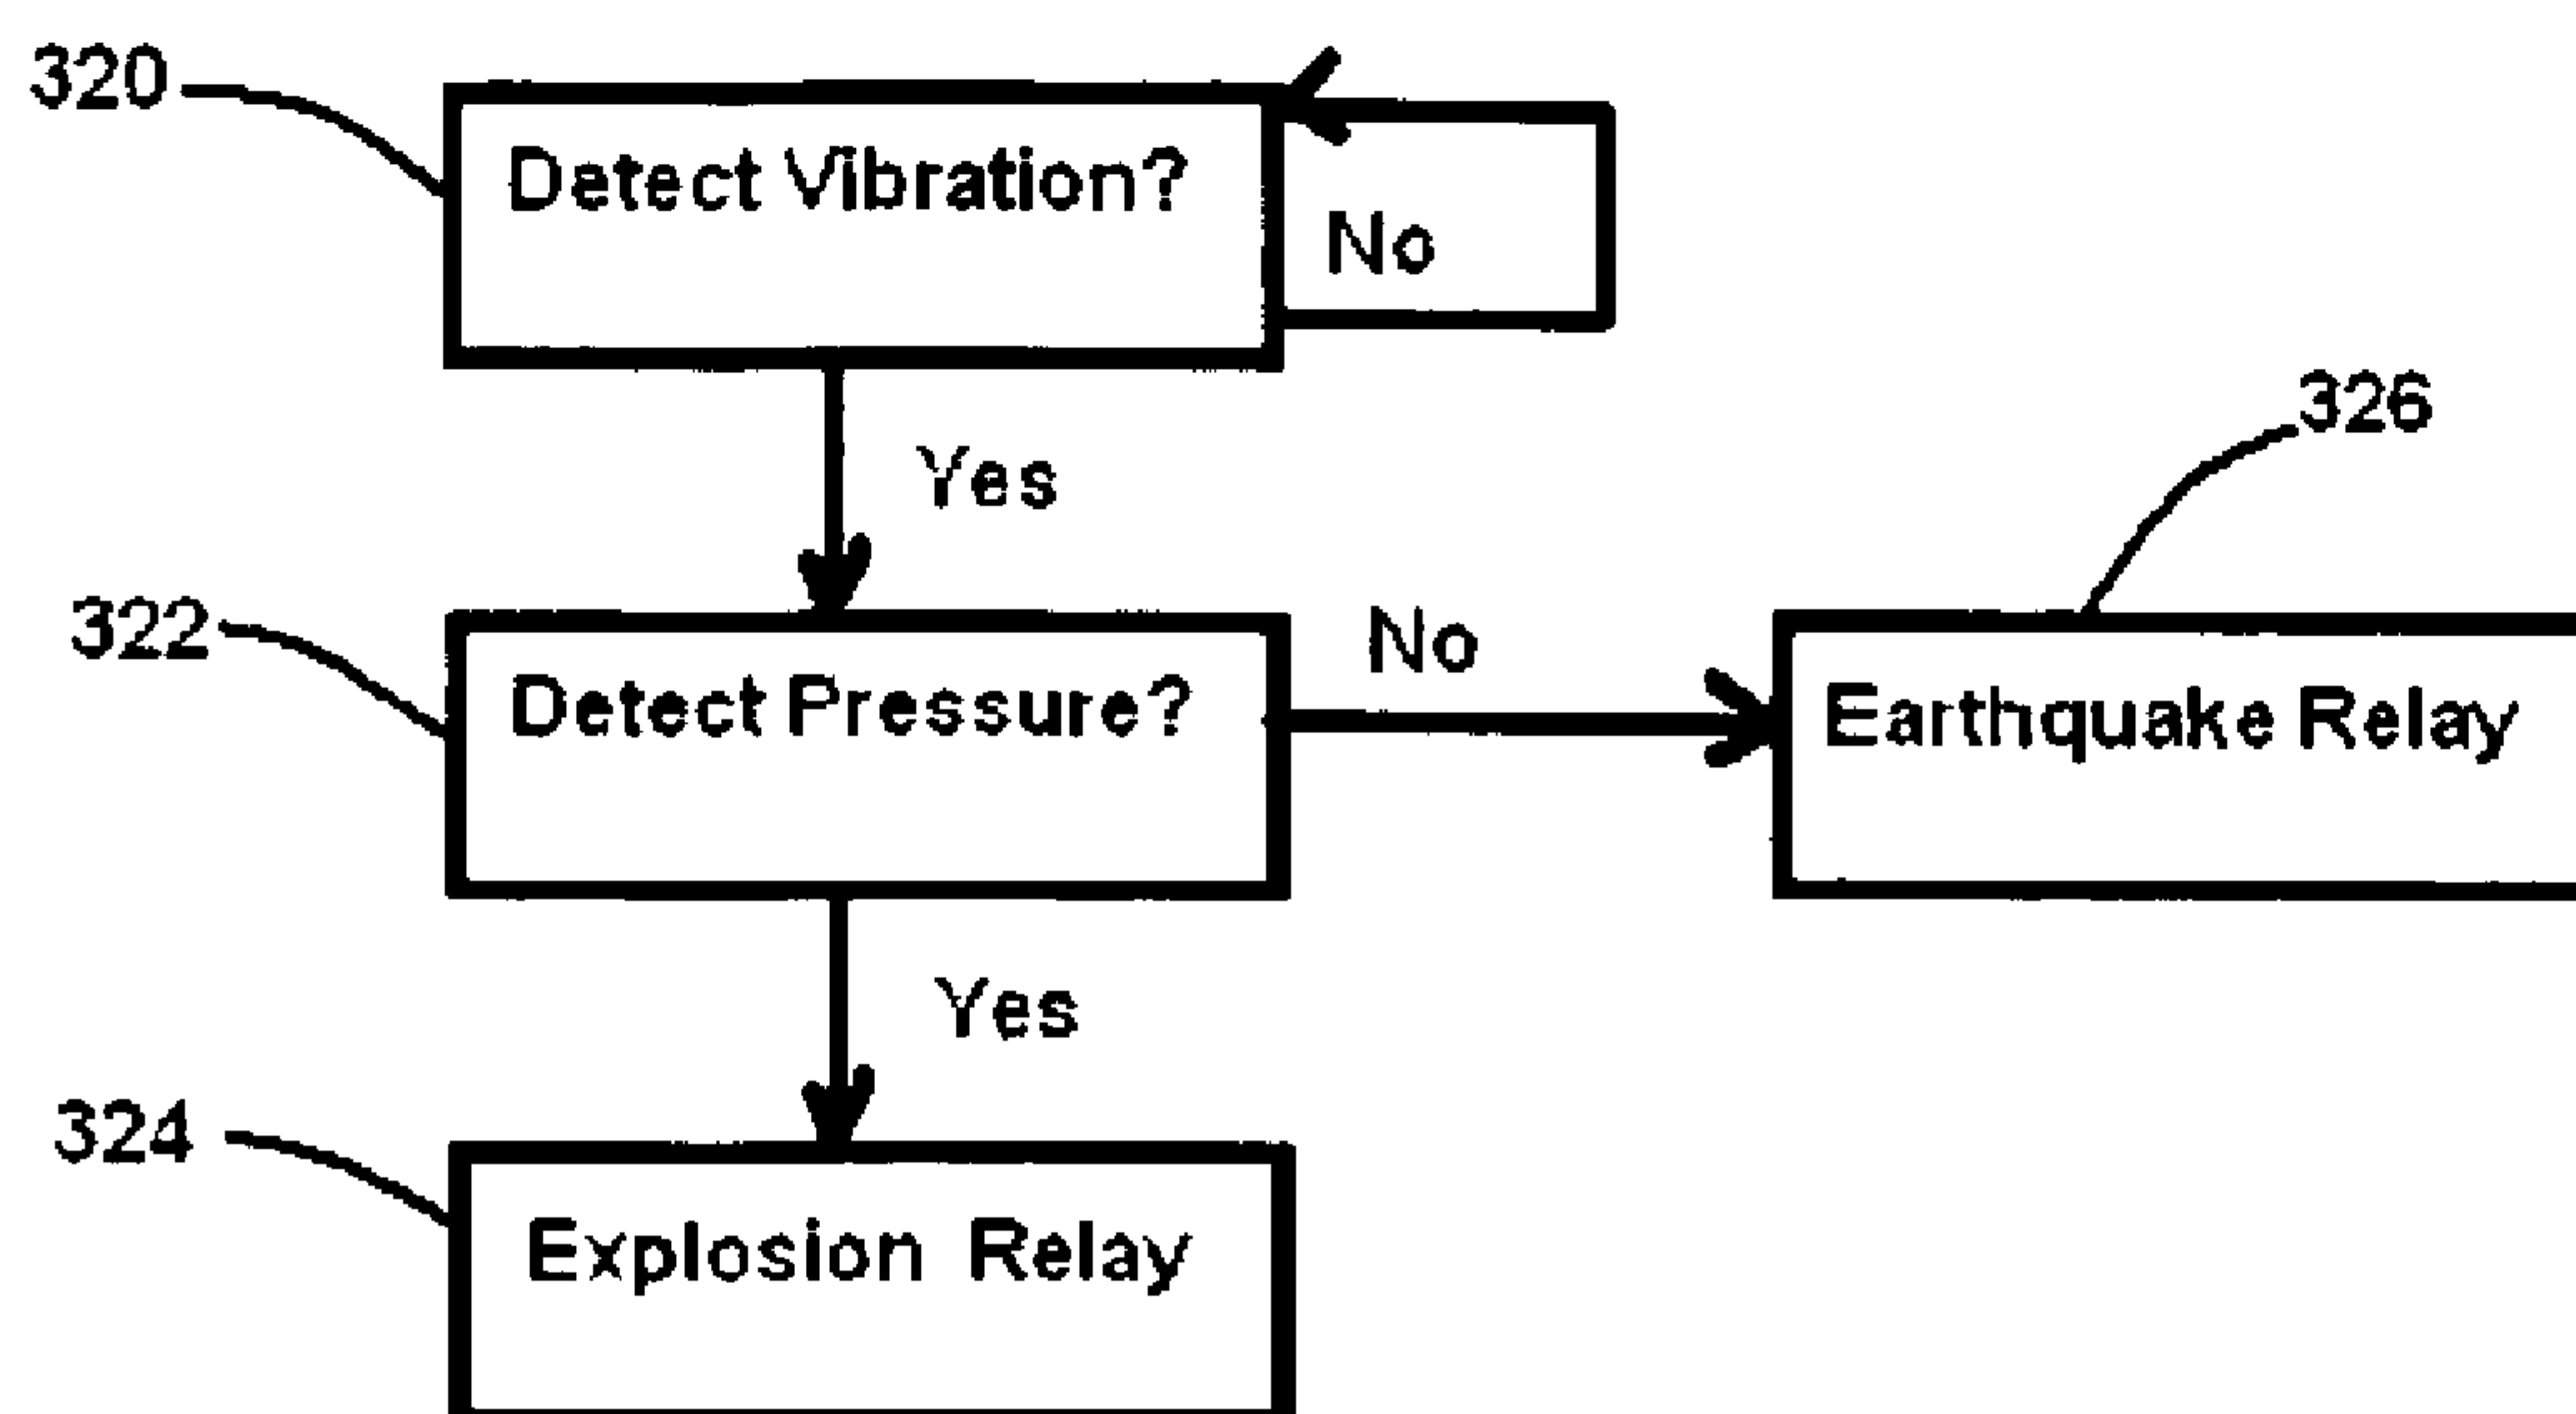 320
Detect Vibration?
No
Yes
326
322
Detect Pressure?
No
Earthquake Relay
Yes
324
Explosion Relay